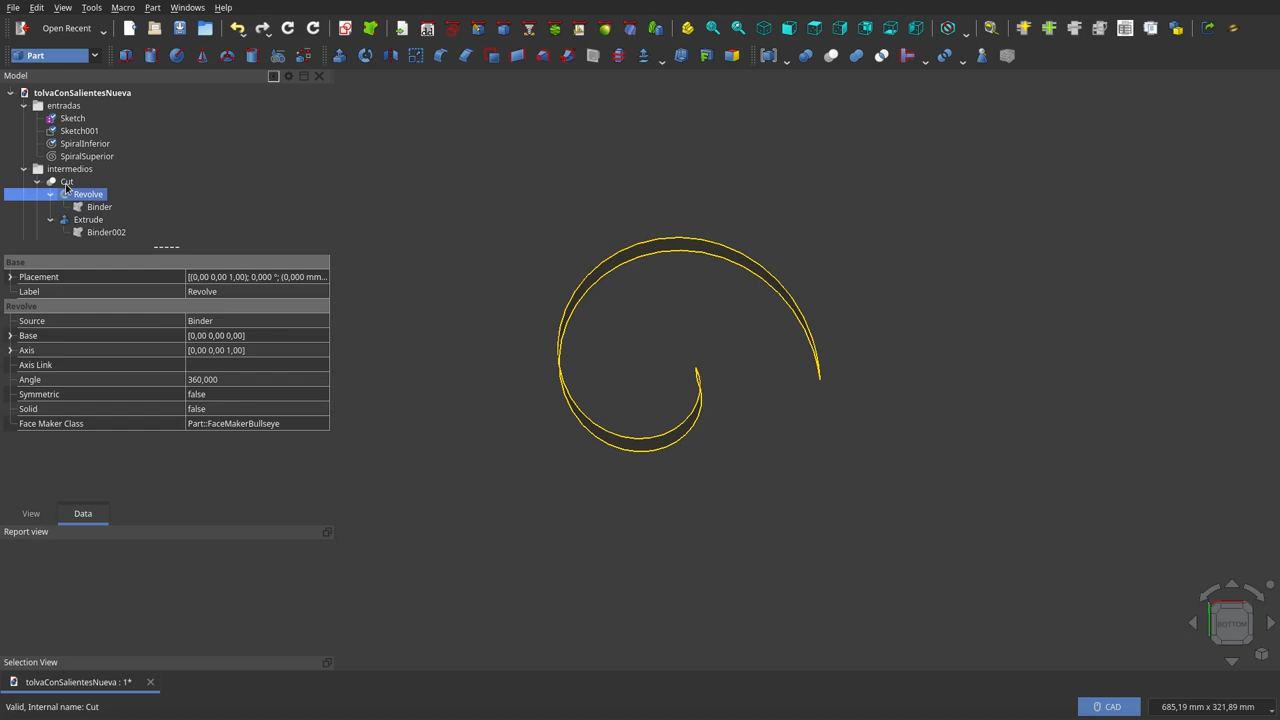 File Edit View Tools Macro Part Windows Help
Open Recent
Part
Model
tolvaConSalientesNueva
entradas
Sketch
Sketch001
SpiralInferior
SpiralSuperior
intermedios
Cut
Revolve
Binder
Extrude
Binder002
Base
Placement [(0,00 0,00 1,00); 0,000 °; (0,000 mm...
Label Revolve
Revolve
Source Binder
Base [0,00 0,00 0,00]
Axis [0,00 0,00 1,00]
Axis Link
Angle 360,000
Symmetric false
Solid false
Face Maker Class Part::FaceMakerBullseye
View Data
Report view
BOTTOM
Selection View
tolvaConSalientesNueva : 1*
Valid, Internal name: Cut
CAD 685,19 mm x 321,89 mm